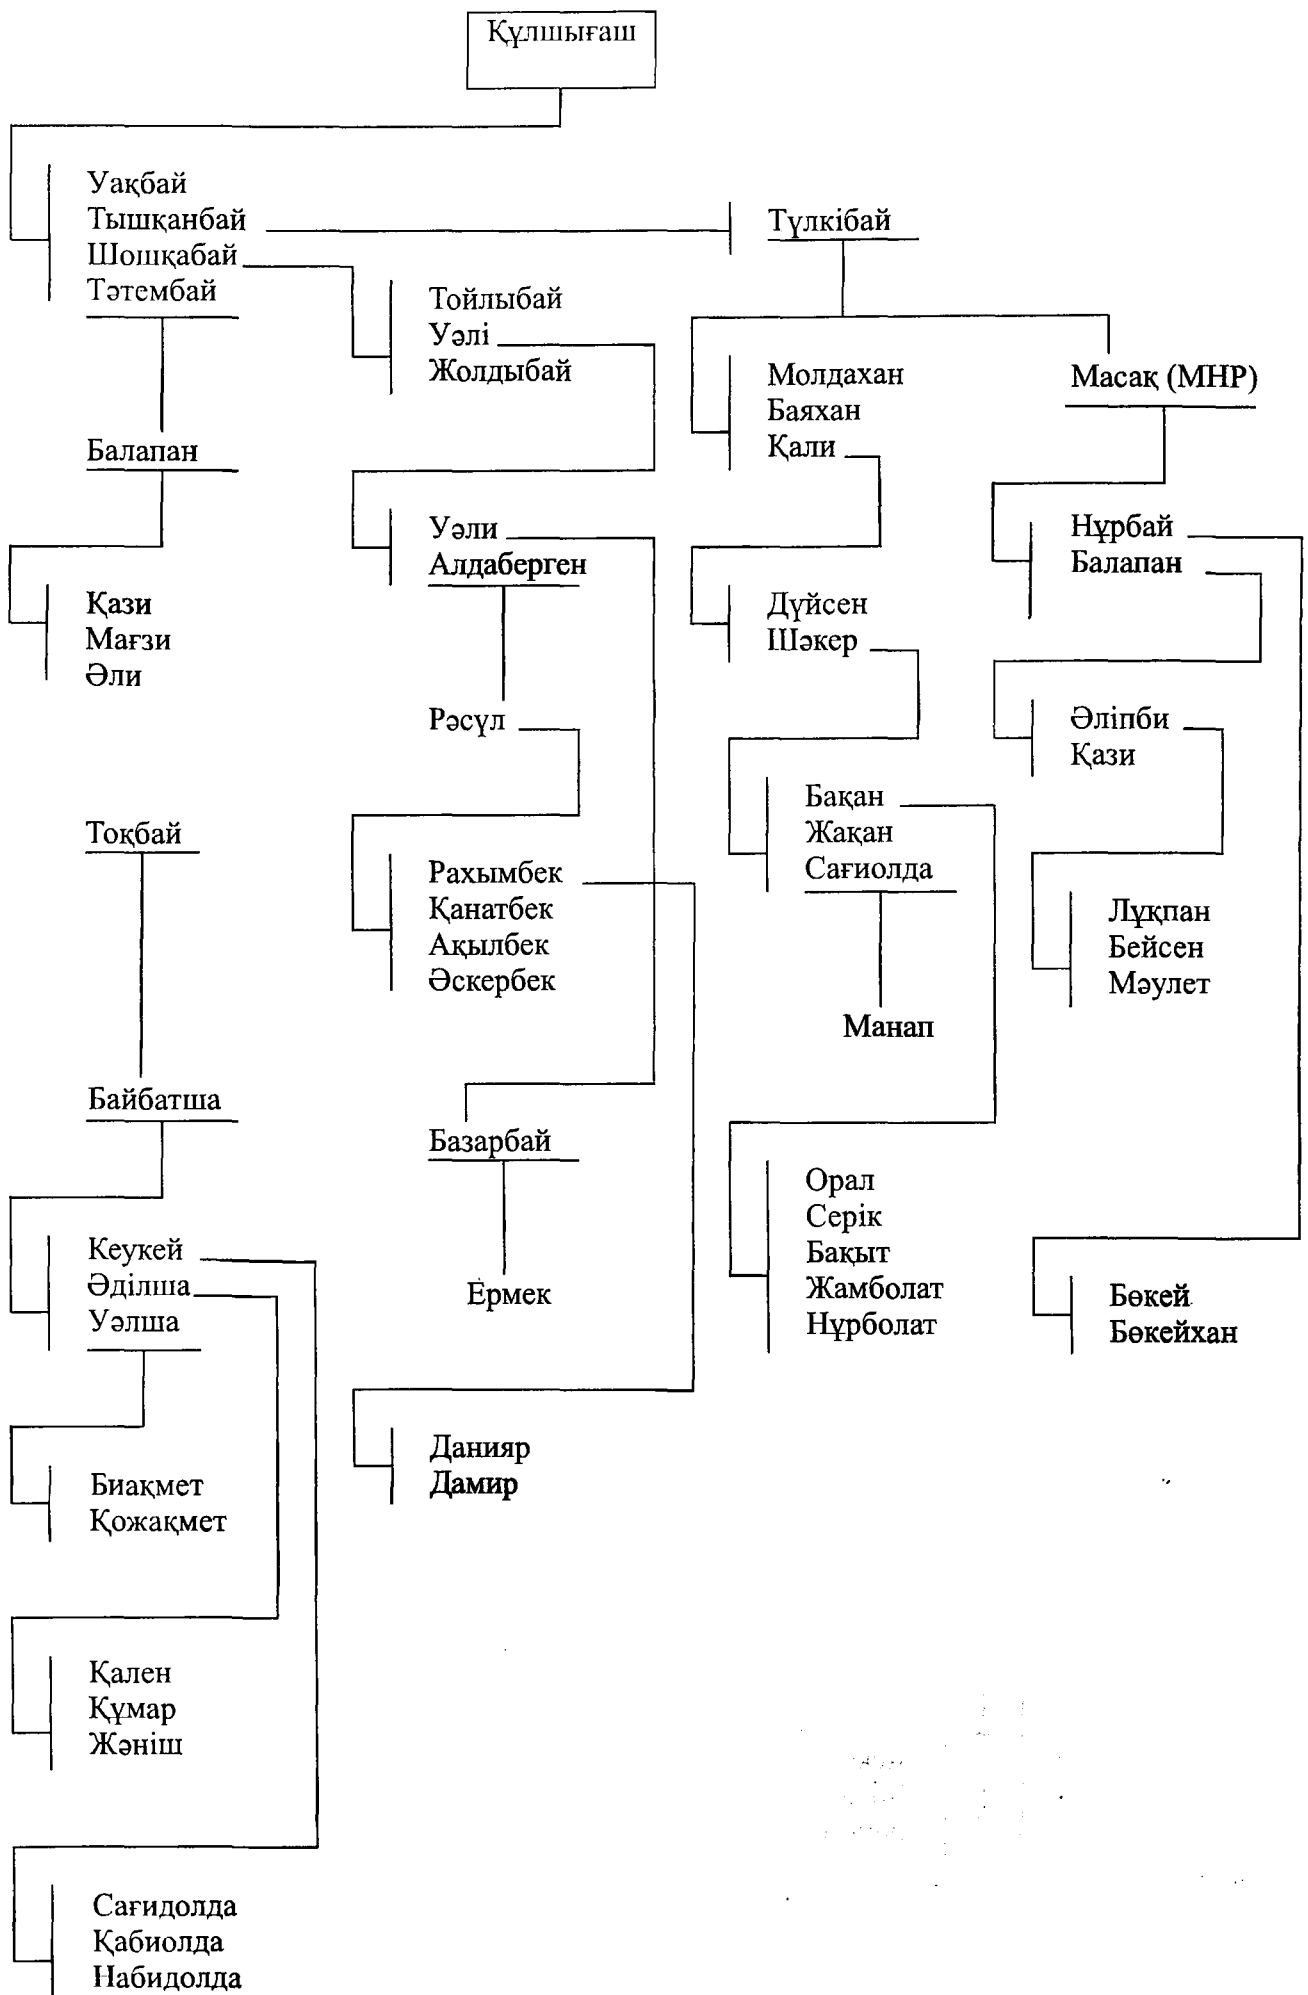 Құлшығаш
Уақбай
Тышқанбай
Шошқабай
Тәтембай
Балапан
Қази
Мағзи
Әли
Тоқбай
Байбатша
Кеукей
Әділша
Уәлша
Биақмет
Қожақмет
Қален
Құмар
Жәніш
Сағидолда
Қабиолда
Набидолда
Тойлыбай
Уәлі
Жолдыбай
Уәли
Алдаберген
Рәсүл
Рахымбек
Қанатбек
Ақылбек
Әскербек
Базарбай
Ермек
Данияр
Дамир
Түлкібай
Молдахан
Баяхан
Қали
Дүйсен
Шәкер
Бақан
Жақан
Сағиолда
Манап
Орал
Серік
Бақыт
Жамболат
Нұрболат
Масақ (МНР)
Нұрбай
Балапан
Әліпби
Қази
Лұқпан
Бейсен
Мәулет
Бөкей
Бөкейхан